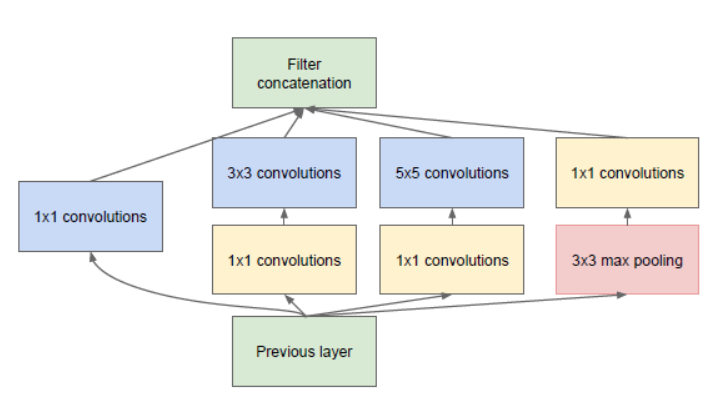 Filter
concatenation
3x3 convolutions
5x5 convolutions
1x1 convolutions
1x1 convolutions
1x1 convolutions
1x1 convolutions
3x3 max pooling
Previous layer